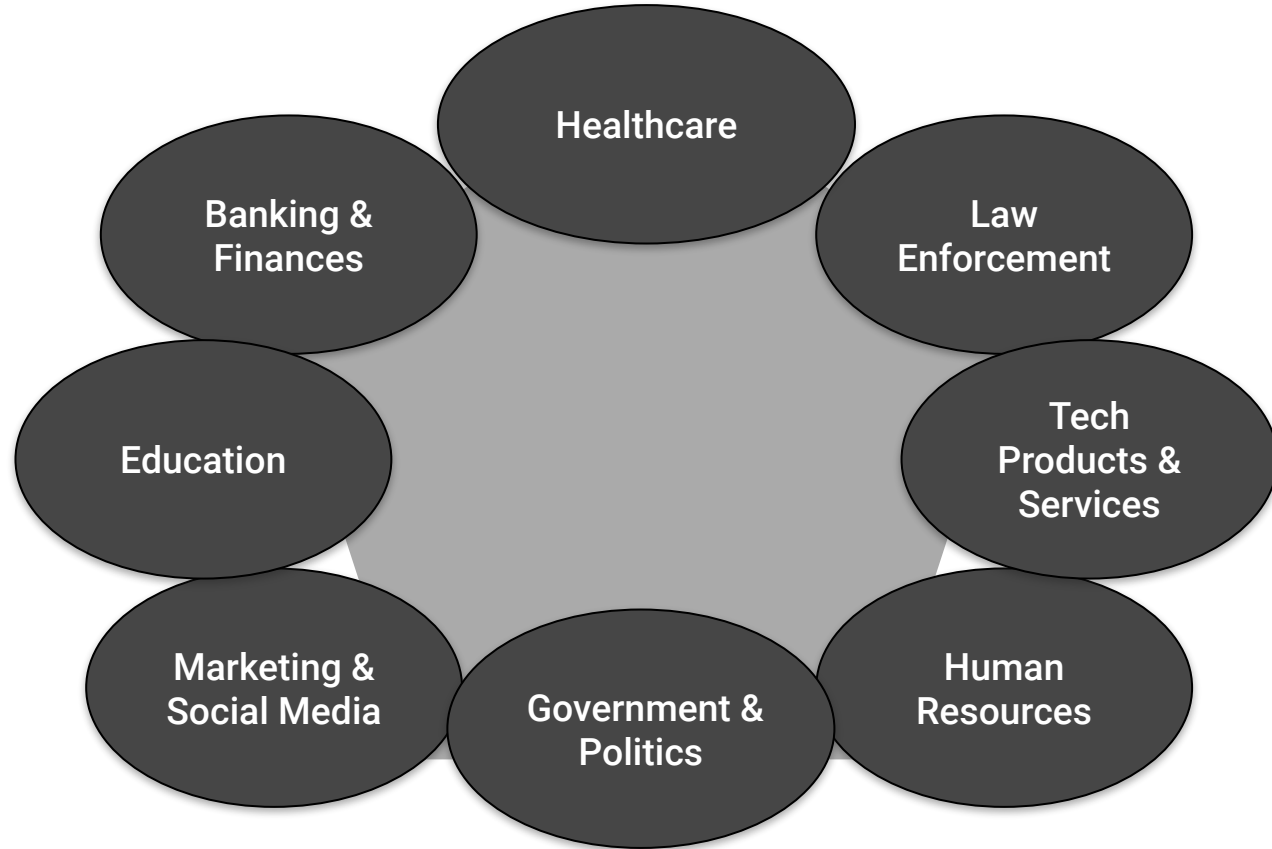 Healthcare
Banking &
Finances
Law
Enforcement
Education
Tech
Products &
Services
Marketing &
Social Media
Government &
Politics
Human
Resources